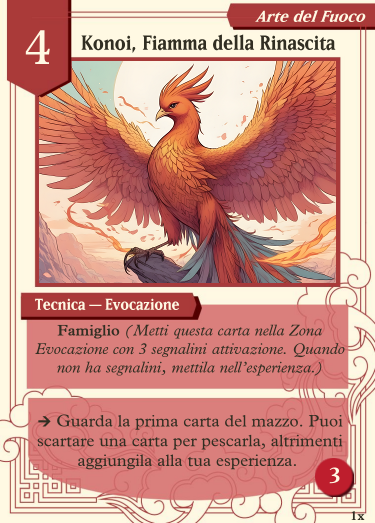 Arte del Fuoco
4
Konoi, Fiamma della Rinascita
Tecnica — Evocazione
Famiglio (Metti questa carta nella Zona
Evocazione con 3 segnalini attivazione. Quando
non ha segnalini, mettila nell'esperienza.)
→ Guarda la prima carta del mazzo. Puoi
scartare una carta per pescarla, altrimenti
aggiungila alla tua esperienza.
3
1x